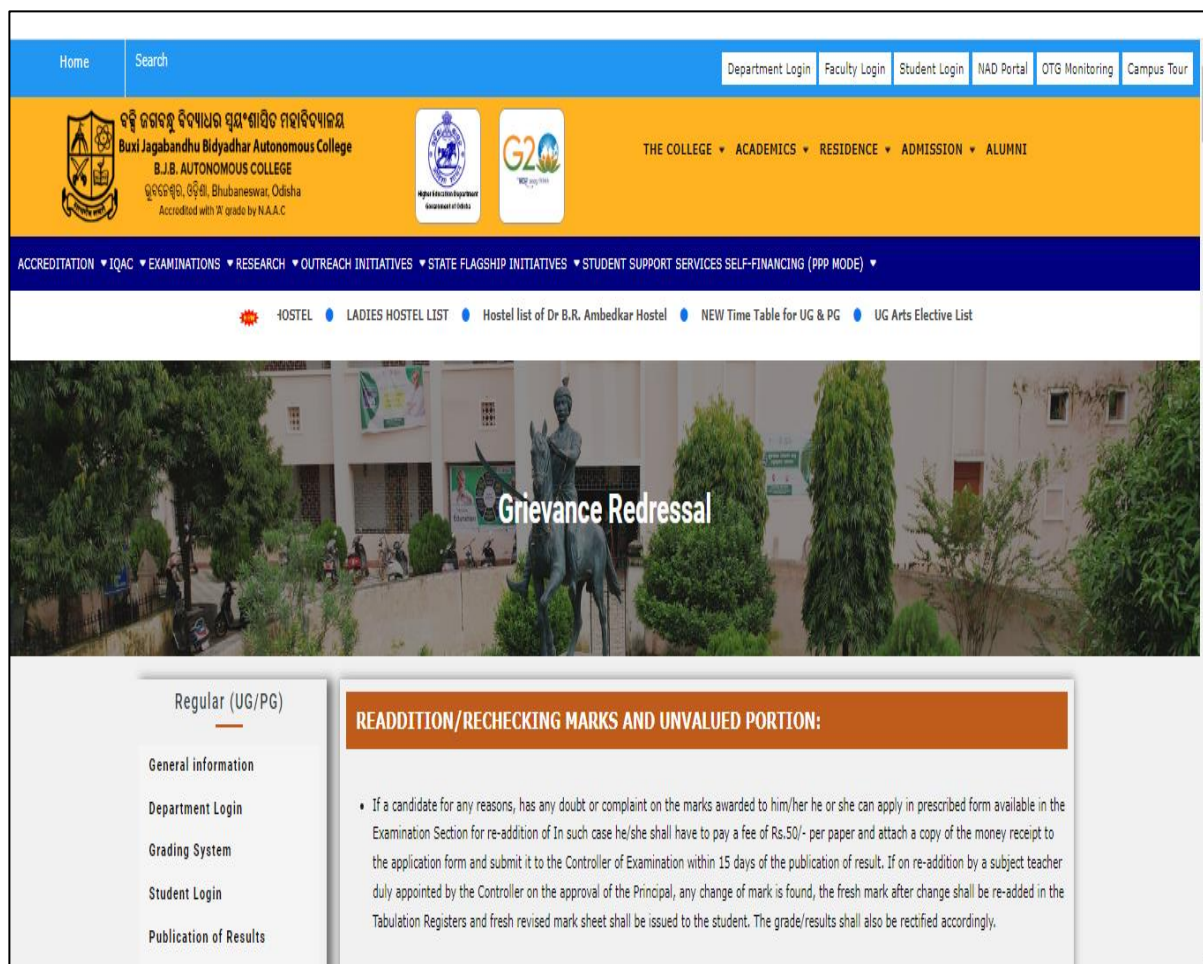 Home
Search
Department Login
Faculty Login
Student Login
NAD Portal
OTG Monitoring
Campus Tour
ବକ୍ସି ଜଗବନ୍ଧୁ ବିଦ୍ୟାଧର ସ୍ୱୟଂଶାସିତ ମହାବିଦ୍ୟାଳୟ
Buxi Jagabandhu Bidyadhar Autonomous College
B.J.B. AUTONOMOUS COLLEGE
ଭୁବନେଶ୍ୱର, ଓଡ଼ିଶା, Bhubaneswar, Odisha
Accredited with 'A' grade by N.A.A.C
Higher Education Department
Government of Odisha
G20
THE COLLEGE ▾ ACADEMICS ▾ RESIDENCE ▾ ADMISSION ▾ ALUMNI
ACCREDITATION ▾ IQAC ▾ EXAMINATIONS ▾ RESEARCH ▾ OUTREACH INITIATIVES ▾ STATE FLAGSHIP INITIATIVES ▾ STUDENT SUPPORT SERVICES SELF-FINANCING (PPP MODE) ▾
HOSTEL LADIES HOSTEL LIST Hostel list of Dr B.R. Ambedkar Hostel NEW Time Table for UG & PG UG Arts Elective List
Grievance Redressal
Regular (UG/PG)
General information
Department Login
Grading System
Student Login
Publication of Results
READDITION/RECHECKING MARKS AND UNVALUED PORTION:
• If a candidate for any reasons, has any doubt or complaint on the marks awarded to him/her he or she can apply in prescribed form available in the
Examination Section for re-addition of In such case he/she shall have to pay a fee of Rs.50/- per paper and attach a copy of the money receipt to
the application form and submit it to the Controller of Examination within 15 days of the publication of result. If on re-addition by a subject teacher
duly appointed by the Controller on the approval of the Principal, any change of mark is found, the fresh mark after change shall be re-added in the
Tabulation Registers and fresh revised mark sheet shall be issued to the student. The grade/results shall also be rectified accordingly.